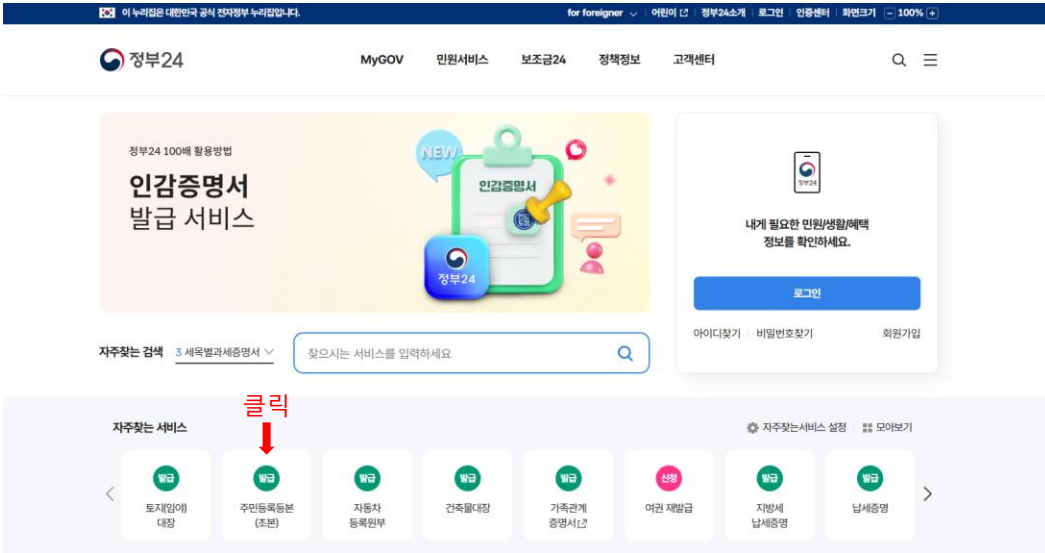 이 누리집은 대한민국 공식 전자정부 누리집입니다.
for foreigner 어린이 정부24소개 로그인 인증센터 화면크기 - 100% +
정부24
MyGOV 민원서비스 보조금24 정책정보 고객센터
정부24 100배 활용방법
인감증명서
발급 서비스
NEW
인감증명서
정부24
정부24
내게 필요한 민원/생활/혜택
정보를 확인하세요.
로그인
아이디찾기 비밀번호찾기 회원가입
자주찾는 검색 3 세목별과세증명서 찾으시는 서비스를 입력하세요
클릭
자주찾는 서비스 자주찾는서비스 설정 모아보기
발급 발급 발급 발급 발급 신청 발급 발급
토지(임야) 주민등록등본 자동차 건축물대장 가족관계 여권 재발급 지방세 납세증명
대장 (초본) 등록원부 증명서 납세증명